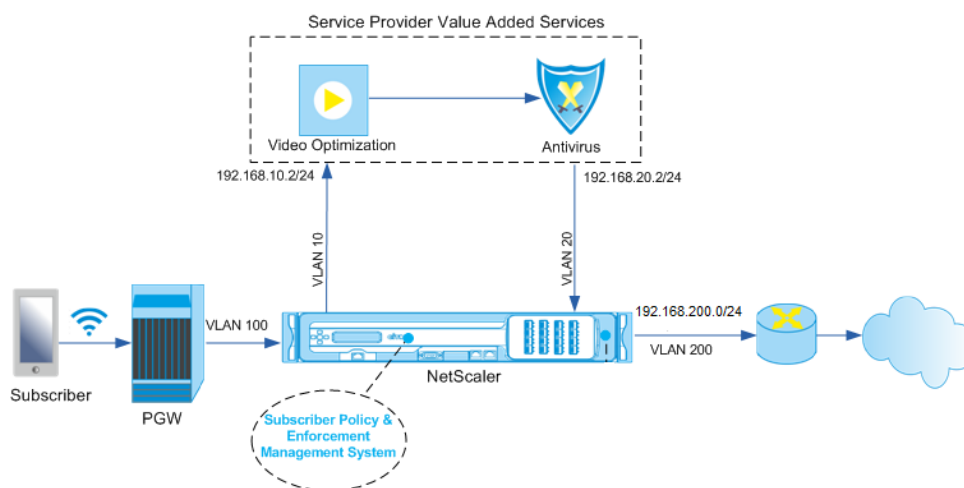 Service Provider Value Added Services
Video Optimization
Antivirus
192.168.10.2/24
192.168.20.2/24
VLAN 10
VLAN 20
192.168.200.0/24
VLAN 100
VLAN 200
NetScaler
Subscriber
PGW
Subscriber Policy &
Enforcement
Management System